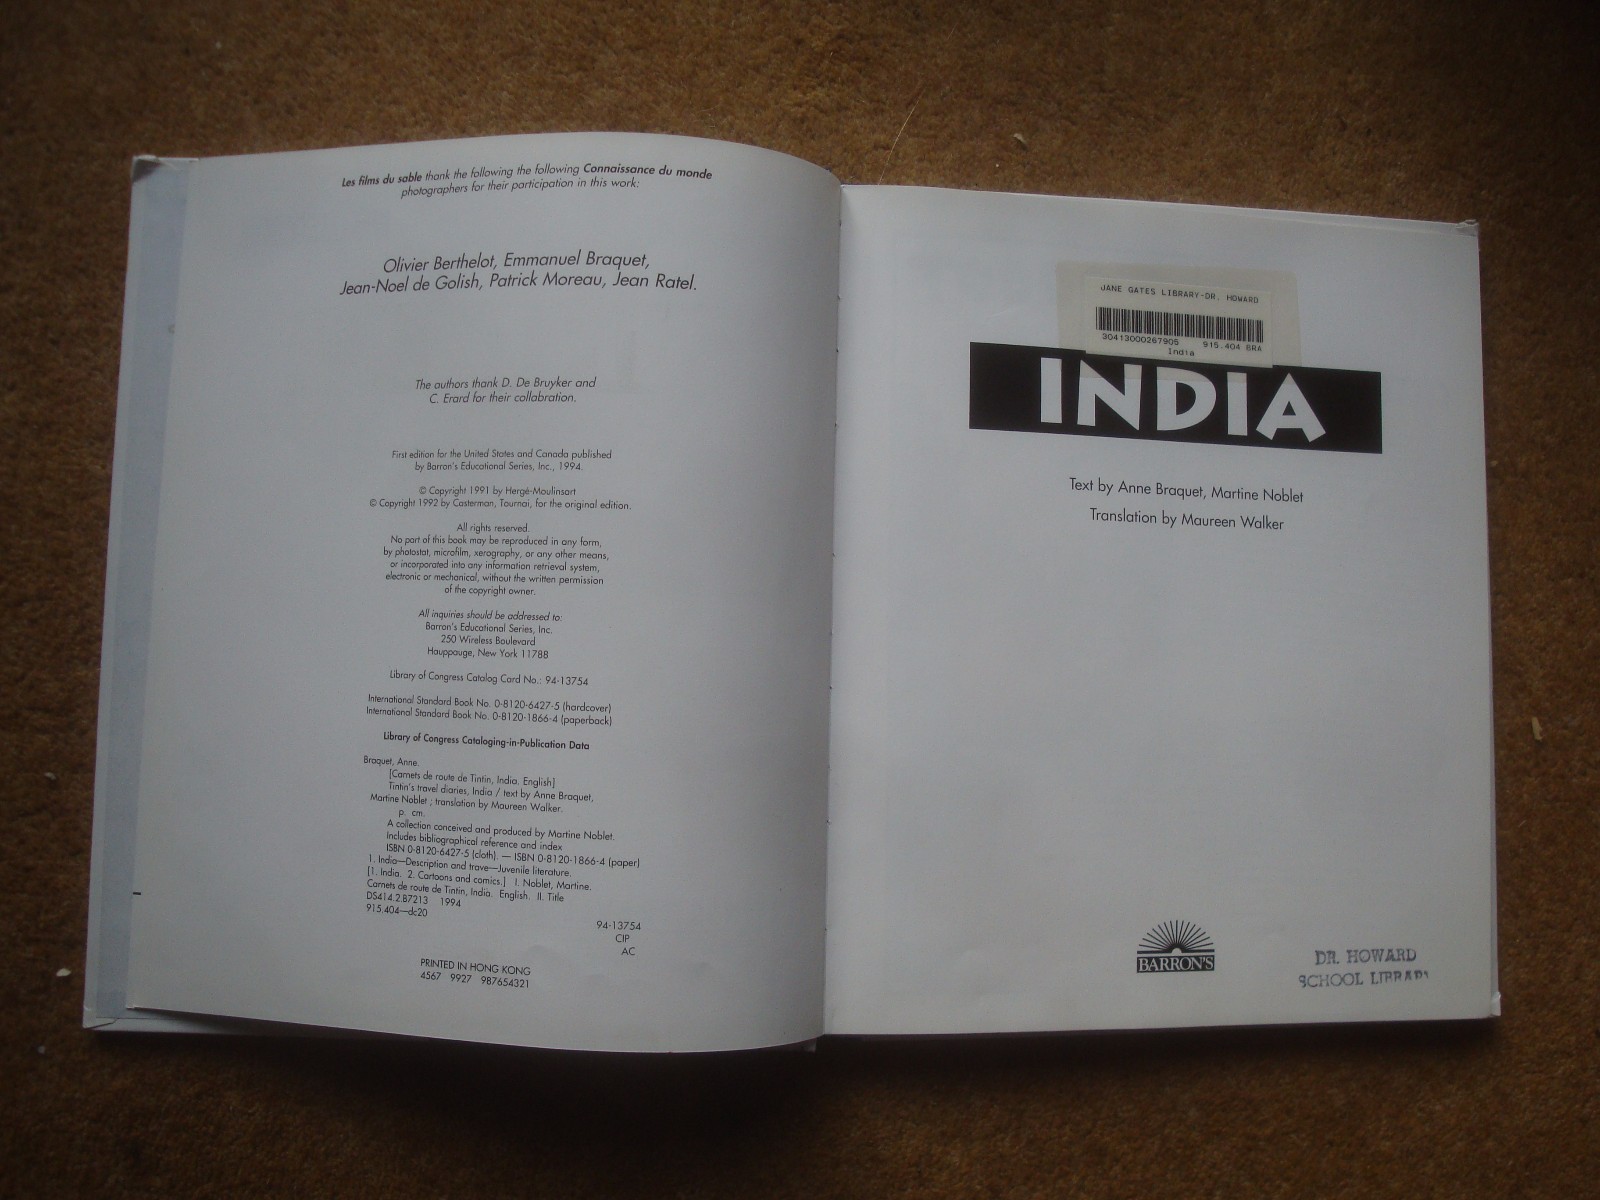 Les films du sable thank the following the following Connaissance du monde
photographers for their participation in this work:
Olivier Berthelot, Emmanuel Braquet,
Jean-Noel de Golish, Patrick Moreau, Jean Ratel.
The authors thank D. De Bruyker and
C. Erard for their collabration.
First edition for the United States and Canada published
by Barron's Educational Series, Inc., 1994.
© Copyright 1991 by Hergé-Moulinsart
© Copyright 1992 by Casterman, Tournai, for the original edition.
All rights reserved.
No part of this book may be reproduced in any form,
by photostat, microfilm, xerography, or any other means,
or incorporated into any information retrieval system,
electronic or mechanical, without the written permission
of the copyright owner.
All inquiries should be addressed to:
Barron's Educational Series, Inc.
250 Wireless Boulevard
Hauppauge, New York 11788
Library of Congress Catalog Card No.: 94-13754
International Standard Book No. 0-8120-6427-5 (hardcover)
International Standard Book No. 0-8120-1866-4 (paperback)
Library of Congress Cataloging-in-Publication Data
Braquet, Anne.
[Carnets de route de Tintin, India. English]
Tintin's travel diaries, India / text by Anne Braquet,
Martine Noblet ; translation by Maureen Walker.
p. cm.
A collection conceived and produced by Martine Noblet.
Includes bibliographical reference and index
ISBN 0-8120-6427-5 (cloth). — ISBN 0-8120-1866-4 (paper)
1. India—Description and trave—Juvenile literature.
[1. India. 2. Cartoons and comics.] I. Noblet, Martine.
Carnets de route de Tintin, India. English. II. Title
DS414.2.B7213 1994
915.404—dc20
94-13754
CIP
AC
PRINTED IN HONG KONG
4567 9927 987654321
JANE GATES LIBRARY-DR. HOWARD
30413000267905 915.404 BRA
India
INDIA
Text by Anne Braquet, Martine Noblet
Translation by Maureen Walker
BARRON'S
DR. HOWARD
SCHOOL LIBRARY